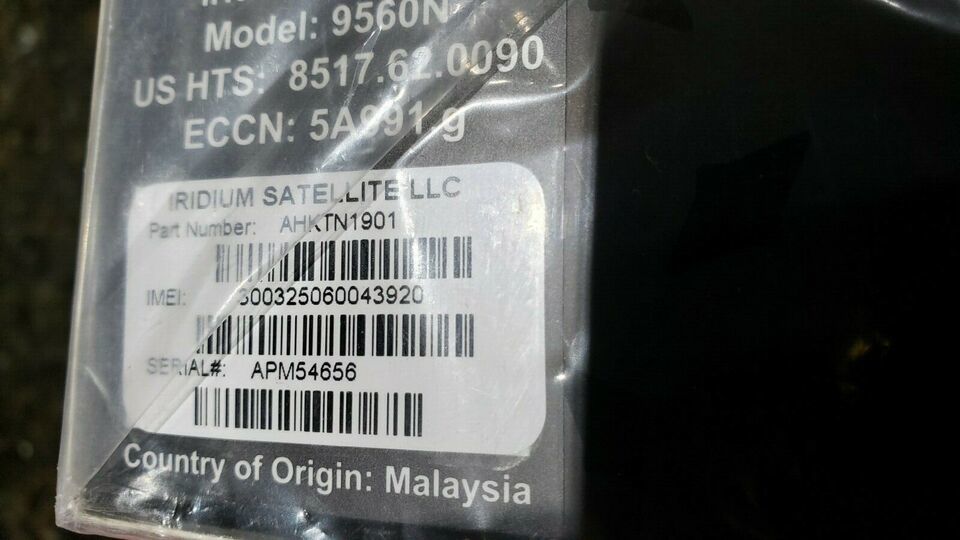 Model: 9560N
US HTS: 8517.62.0090
ECCN: 5A991 g
IRIDIUM SATELLITE LLC
Part Number: AHKTN1901
IMEI: 300325060043920
SERIAL#: APM54656
Country of Origin: Malaysia